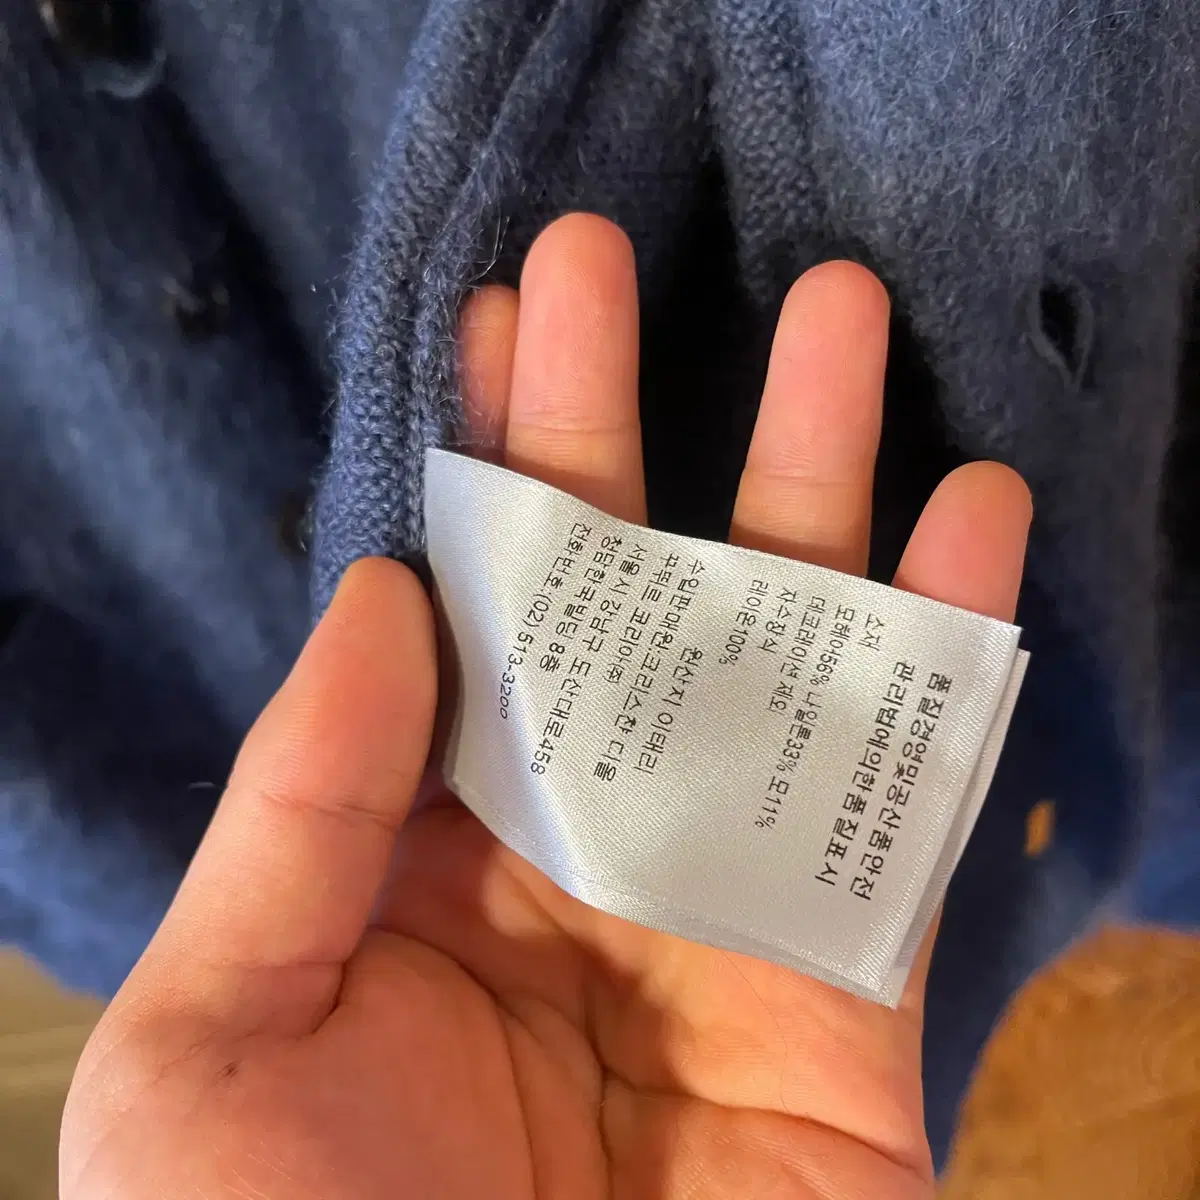 품질경영및공산품안전
관리법에의한 품질표시
소재
모헤어56% 나일론33% 모11%
데코레이션 제외
자수장식
레이온100%
원산지 이태리
수입판매원:크리스챤 디올
꾸뛰르 코리아㈜
서울시 강남구 도산대로458
청담한국빌딩 8층
전화번호 (02) 513-3200